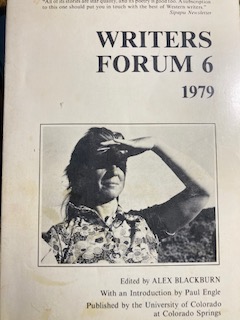 "All of its stories are star quality, and its poetry is good too. A subscription
to this one should put you in touch with the best of Western writers."
Sipapu Newsletter
WRITERS
FORUM 6
1979
Edited by ALEX BLACKBURN
With an Introduction by Paul Engle
Published by the University of Colorado
at Colorado Springs